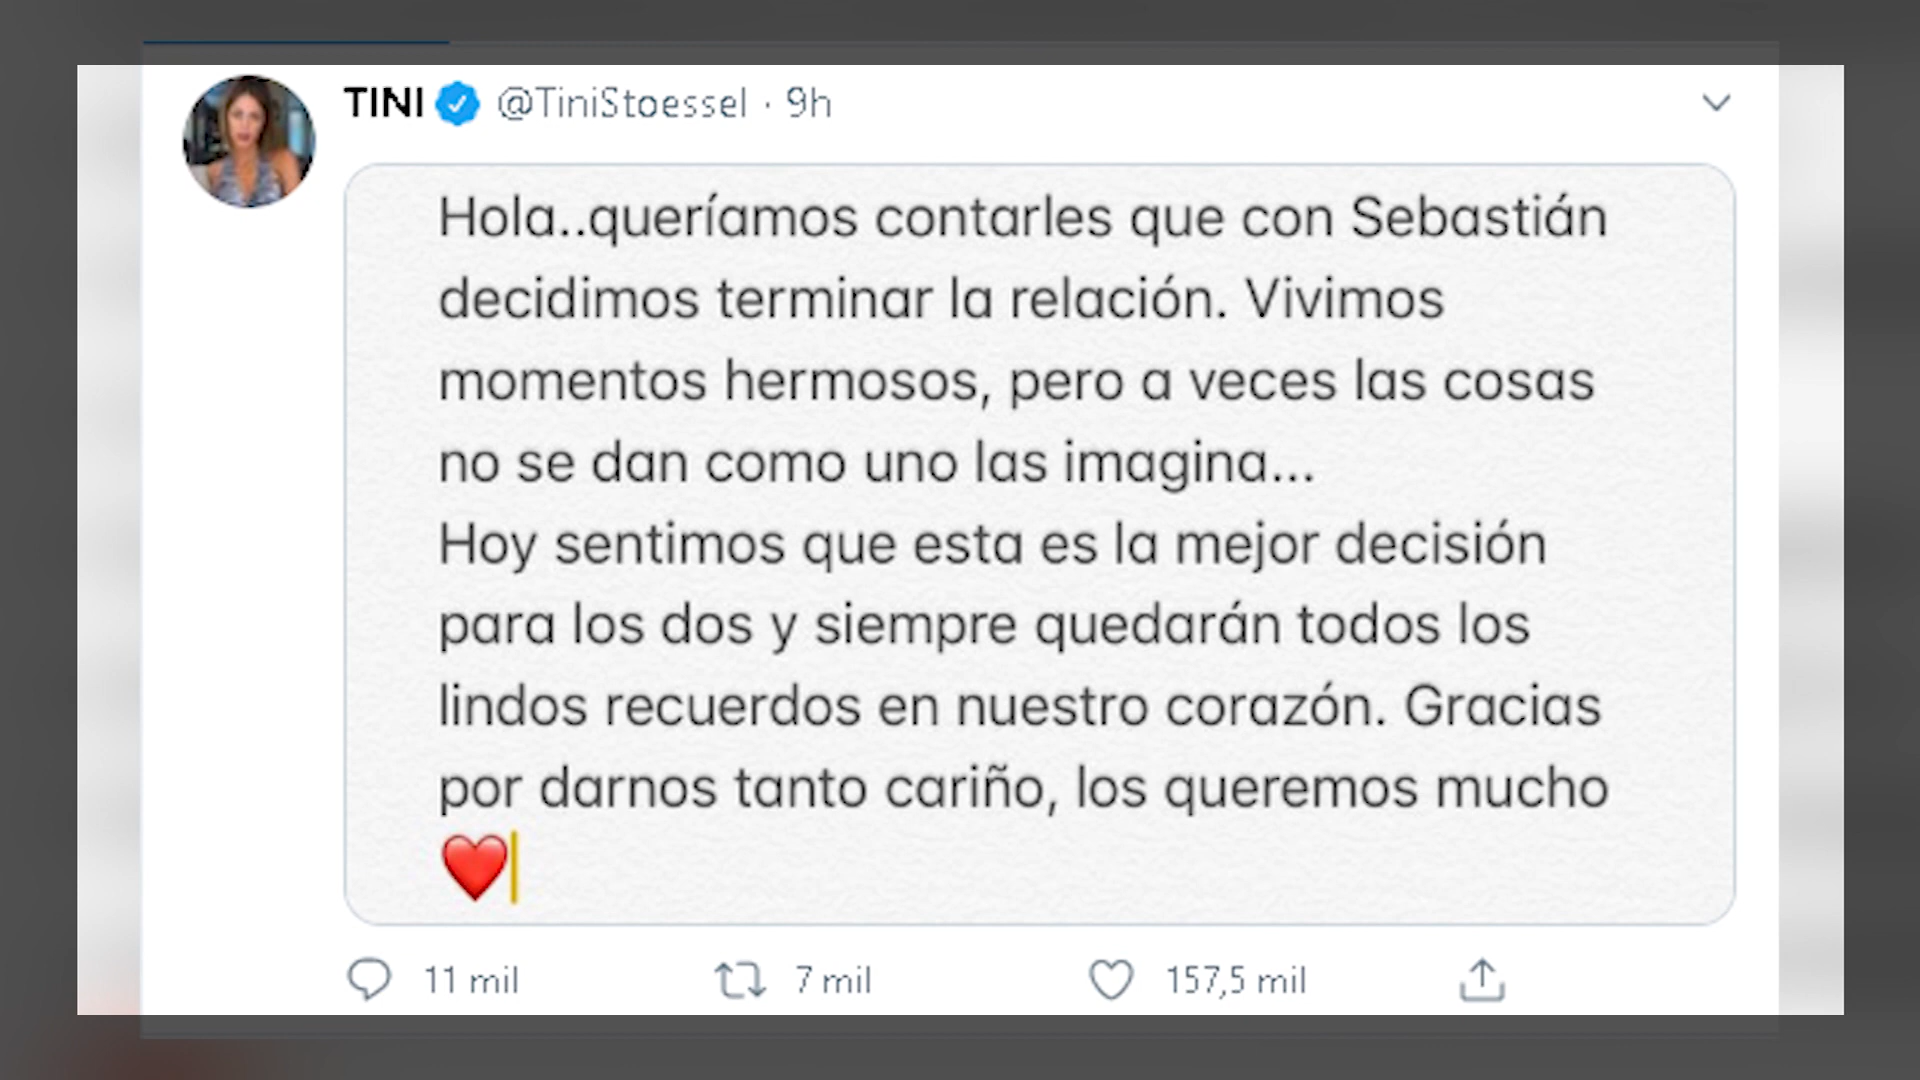 TINI @TiniStoessel · 9h
Hola..queríamos contarles que con Sebastián
decidimos terminar la relación. Vivimos
momentos hermosos, pero a veces las cosas
no se dan como uno las imagina...
Hoy sentimos que esta es la mejor decisión
para los dos y siempre quedarán todos los
lindos recuerdos en nuestro corazón. Gracias
por darnos tanto cariño, los queremos mucho
❤️
11 mil 7 mil 157,5 mil